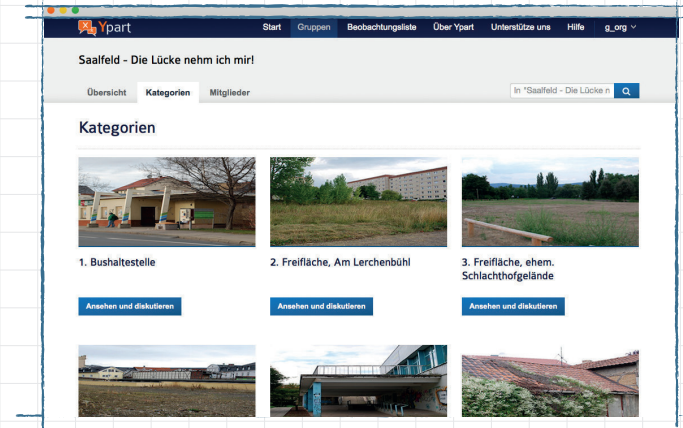 Ypart Start Gruppen Beobachtungsliste Über Ypart Unterstütze uns Hilfe g_org
Saalfeld - Die Lücke nehm ich mir!
Übersicht Kategorien Mitglieder In "Saalfeld - Die Lücke n
Kategorien
1. Bushaltestelle
2. Freifläche, Am Lerchenbühl
3. Freifläche, ehem.
Schlachthofgelände
Ansehen und diskutieren
Ansehen und diskutieren
Ansehen und diskutieren